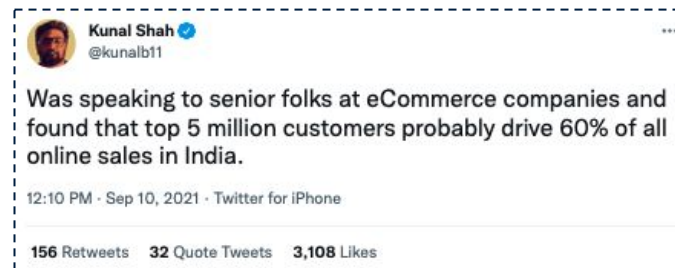 Kunal Shah
@kunalb11
Was speaking to senior folks at eCommerce companies and
found that top 5 million customers probably drive 60% of all
online sales in India.
12:10 PM · Sep 10, 2021 · Twitter for iPhone
156 Retweets 32 Quote Tweets 3,108 Likes